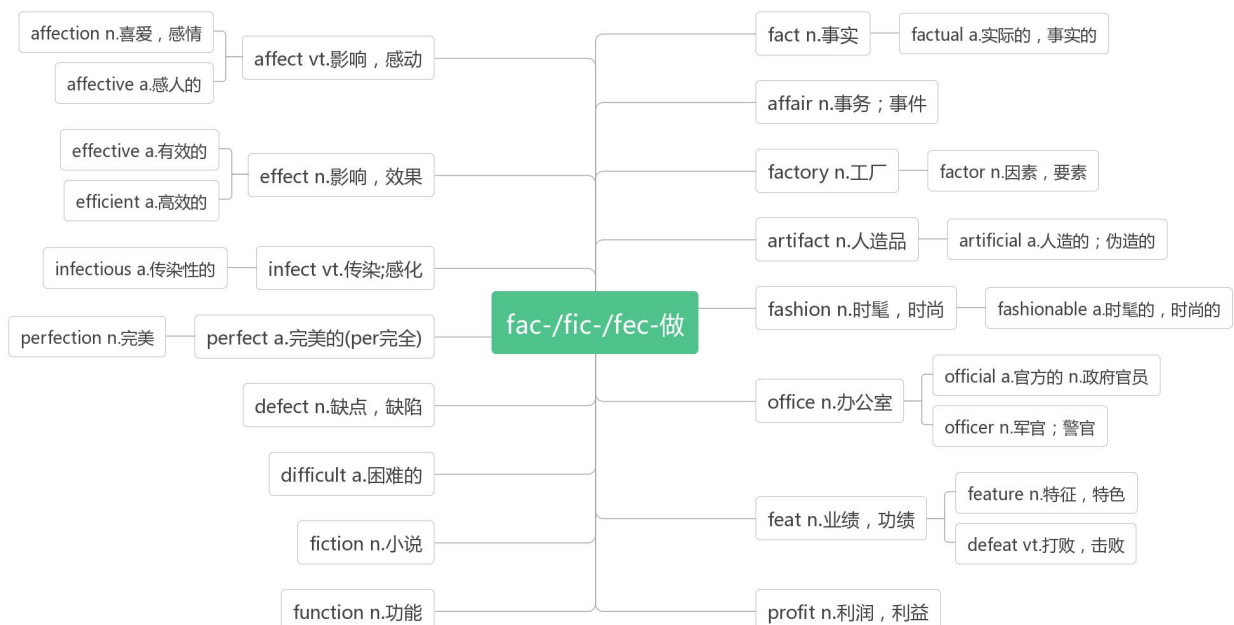 affection n.喜爱，感情
affective a.感人的
affect vt.影响，感动
effective a.有效的
efficient a.高效的
effect n.影响，效果
infectious a.传染性的
infect vt.传染;感化
perfection n.完美
perfect a.完美的(per完全)
defect n.缺点，缺陷
difficult a.困难的
fiction n.小说
function n.功能
fac-/fic-/fec-做
fact n.事实
factual a.实际的，事实的
affair n.事务；事件
factory n.工厂
factor n.因素，要素
artifact n.人造品
artificial a.人造的；伪造的
fashion n.时髦，时尚
fashionable a.时髦的，时尚的
office n.办公室
official a.官方的 n.政府官员
officer n.军官；警官
feat n.业绩，功绩
feature n.特征，特色
defeat vt.打败，击败
profit n.利润，利益